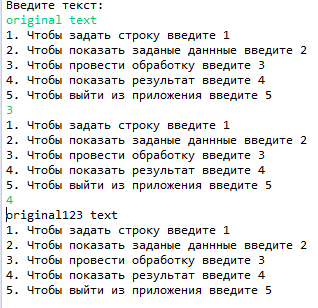 Введите текст:
original text
1. Чтобы задать строку введите 1
2. Чтобы показать заданые даннные введите 2
3. Чтобы провести обработку введите 3
4. Чтобы показать результат введите 4
5. Чтобы выйти из приложения введите 5
3
1. Чтобы задать строку введите 1
2. Чтобы показать заданые даннные введите 2
3. Чтобы провести обработку введите 3
4. Чтобы показать результат введите 4
5. Чтобы выйти из приложения введите 5
4
original123 text
1. Чтобы задать строку введите 1
2. Чтобы показать заданые даннные введите 2
3. Чтобы провести обработку введите 3
4. Чтобы показать результат введите 4
5. Чтобы выйти из приложения введите 5